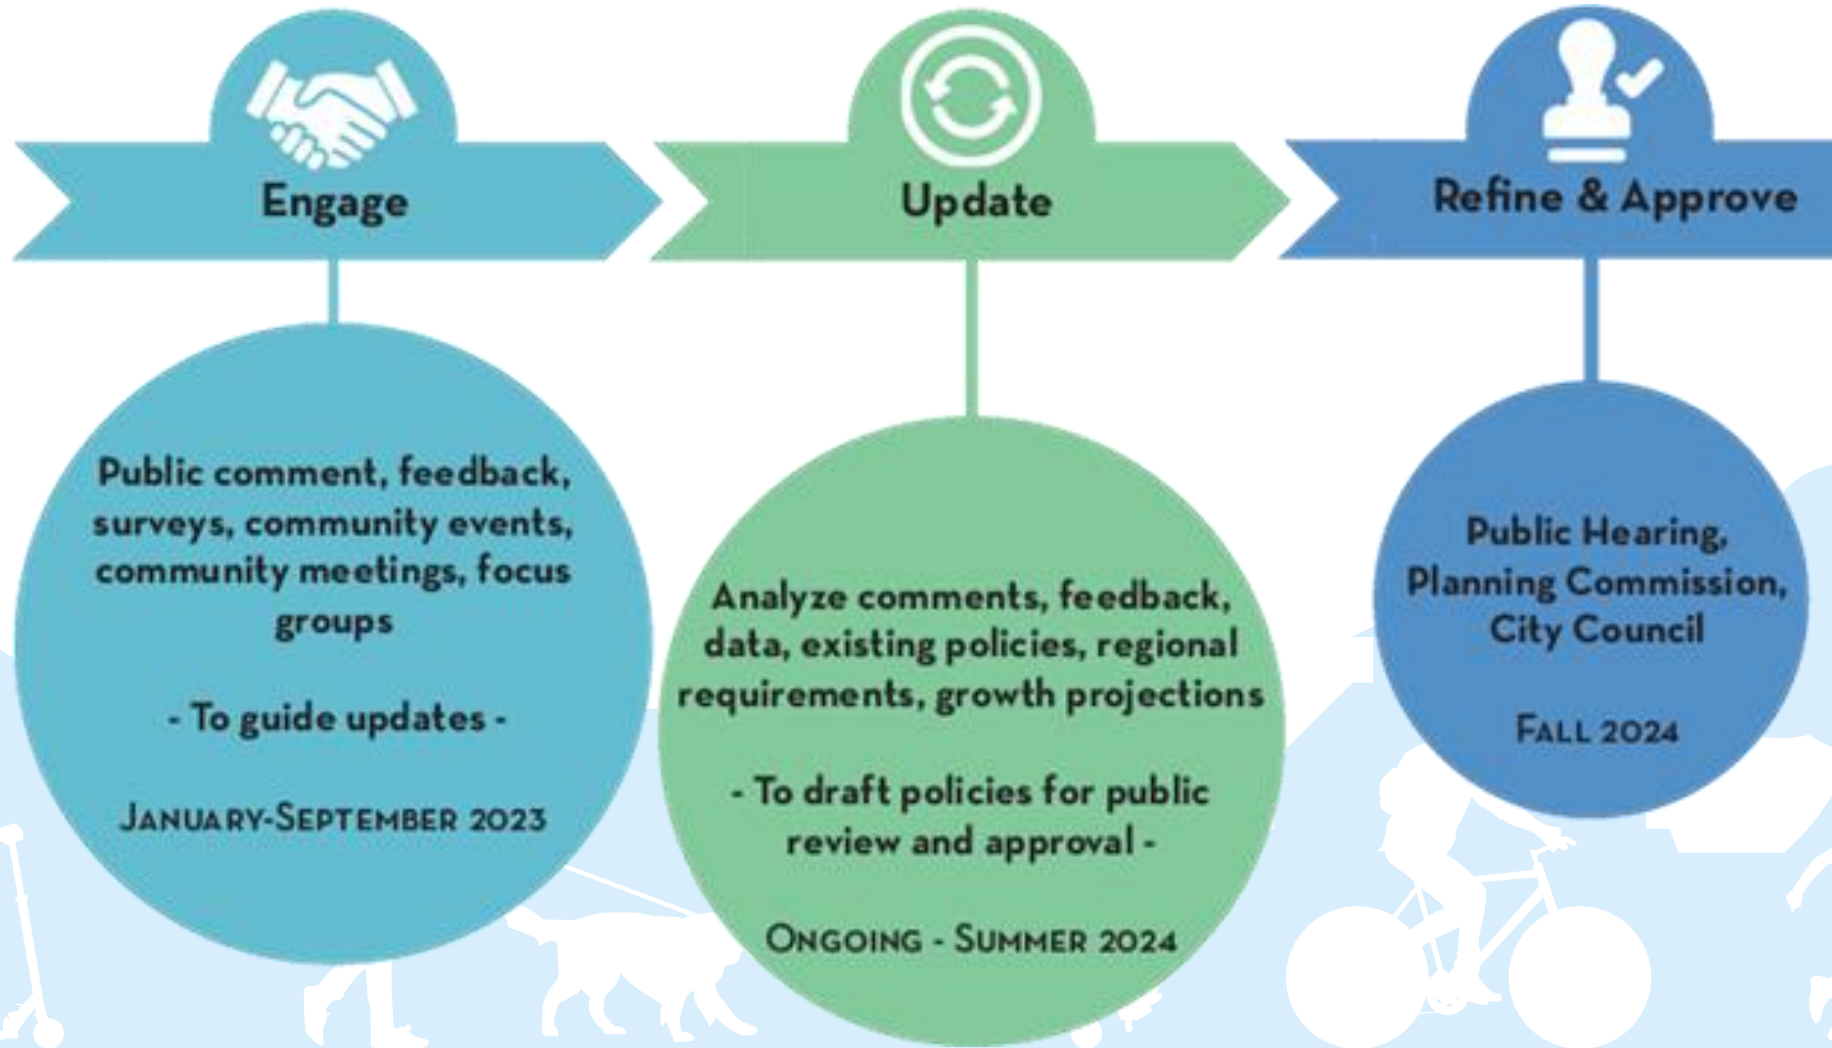 Engage
Update
Refine & Approve
Public comment, feedback,
surveys, community events,
community meetings, focus
groups
- To guide updates -
JANUARY-SEPTEMBER 2023
Analyze comments, feedback,
data, existing policies, regional
requirements, growth projections
- To draft policies for public
review and approval -
ONGOING - SUMMER 2024
Public Hearing,
Planning Commission,
City Council
FALL 2024